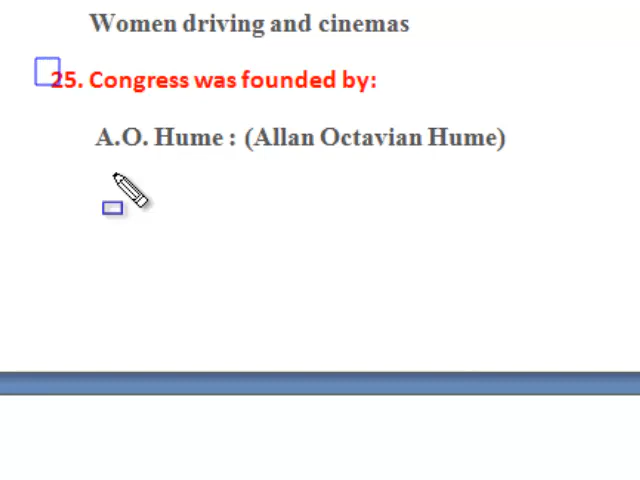 Women driving and cinemas
25. Congress was founded by:
A.O. Hume : (Allan Octavian Hume)